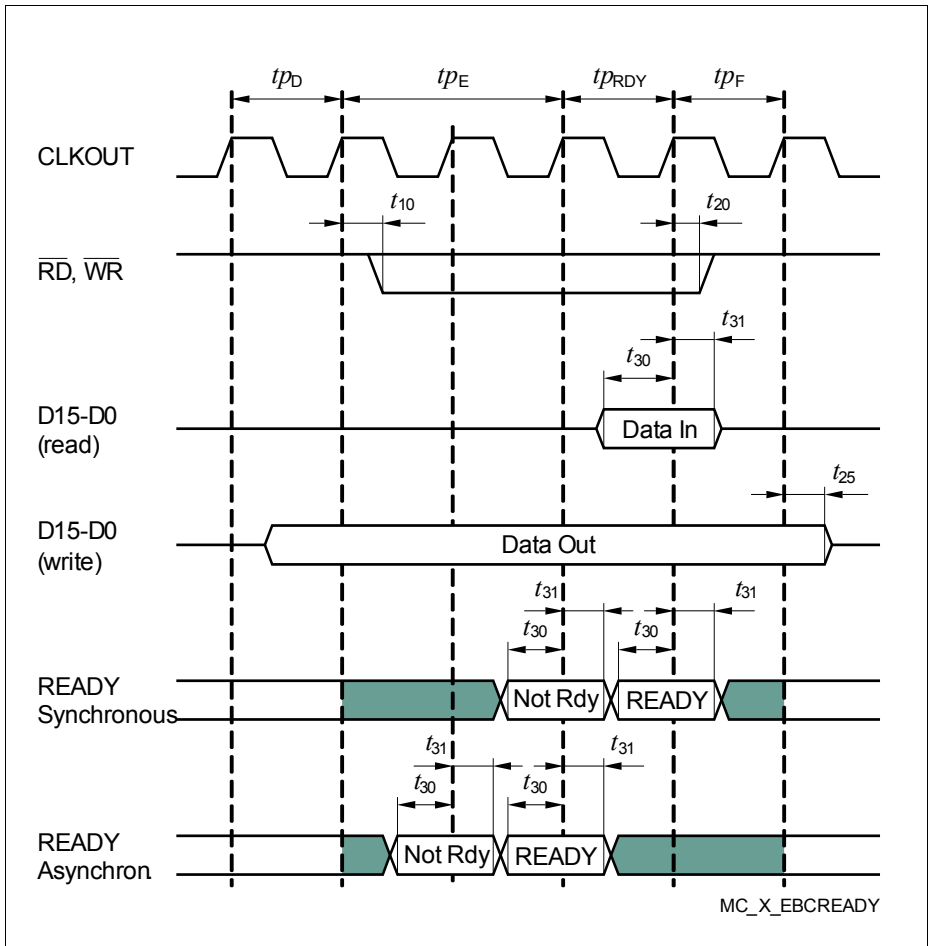 tpD tpE tpRDY tpF
CLKOUT
t10 t20
RD, WR
t31
t30
D15-D0
(read)
Data In
t25
D15-D0
(write)
Data Out
t31 t31
t30 t30
READY
Synchronous
Not Rdy READY
t31 t31
t30 t30
READY
Asynchron.
Not Rdy READY
MC_X_EBCREADY